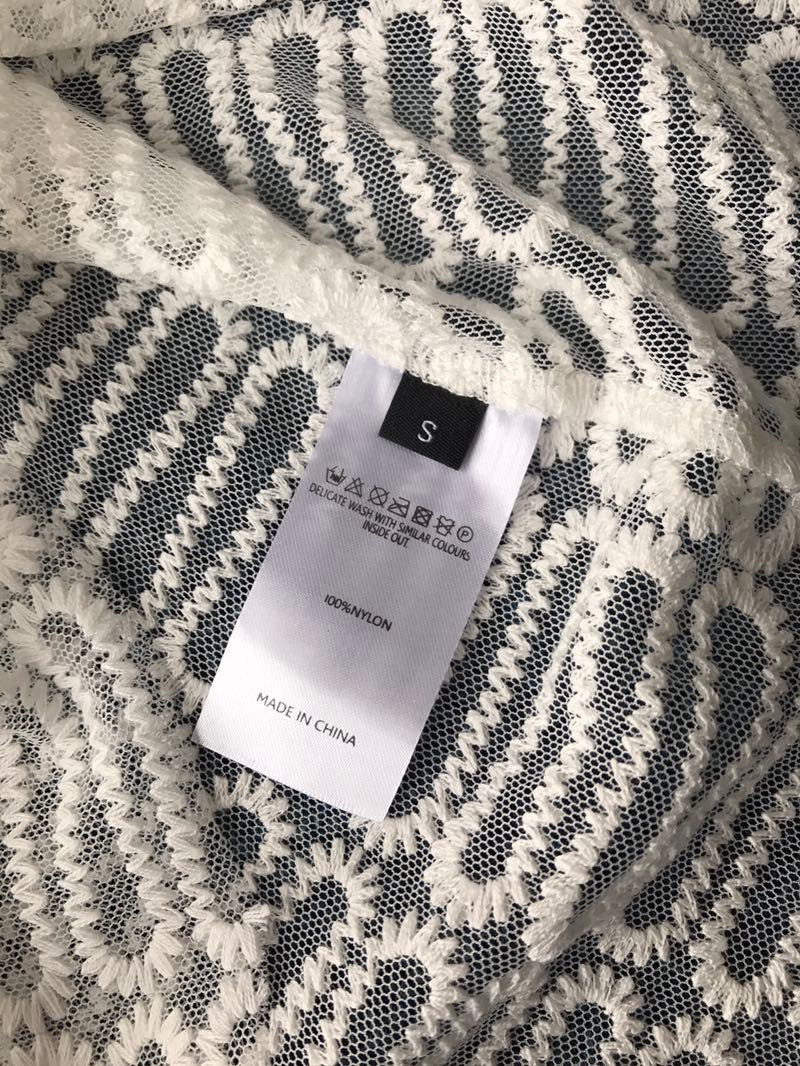 S
P
DELICATE WASH WITH SIMILAR COLOURS
INSIDE OUT.
100%NYLON
MADE IN CHINA